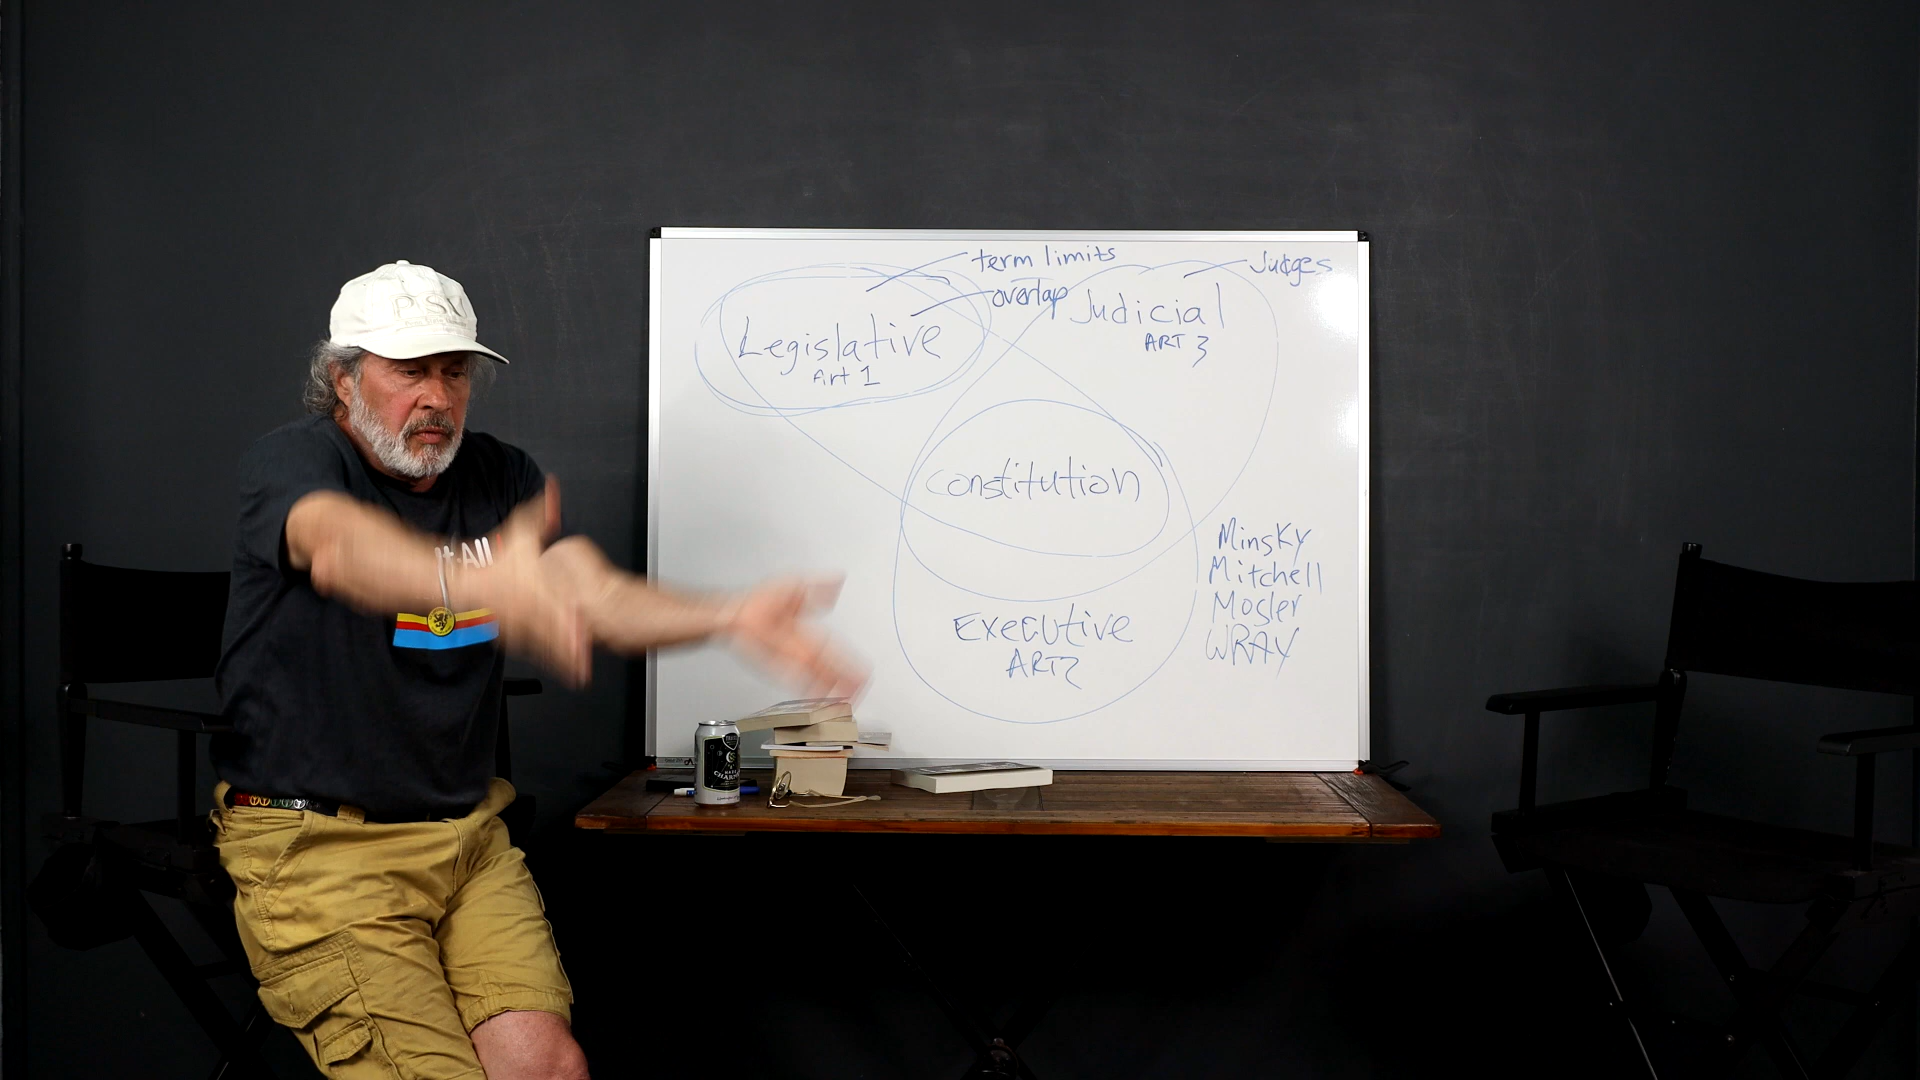 term limits
overlap
Judges
Legislative
Art 1
Judicial
ART 3
constitution
Executive
ART2
Minsky
Mitchell
Mosler
WRAY